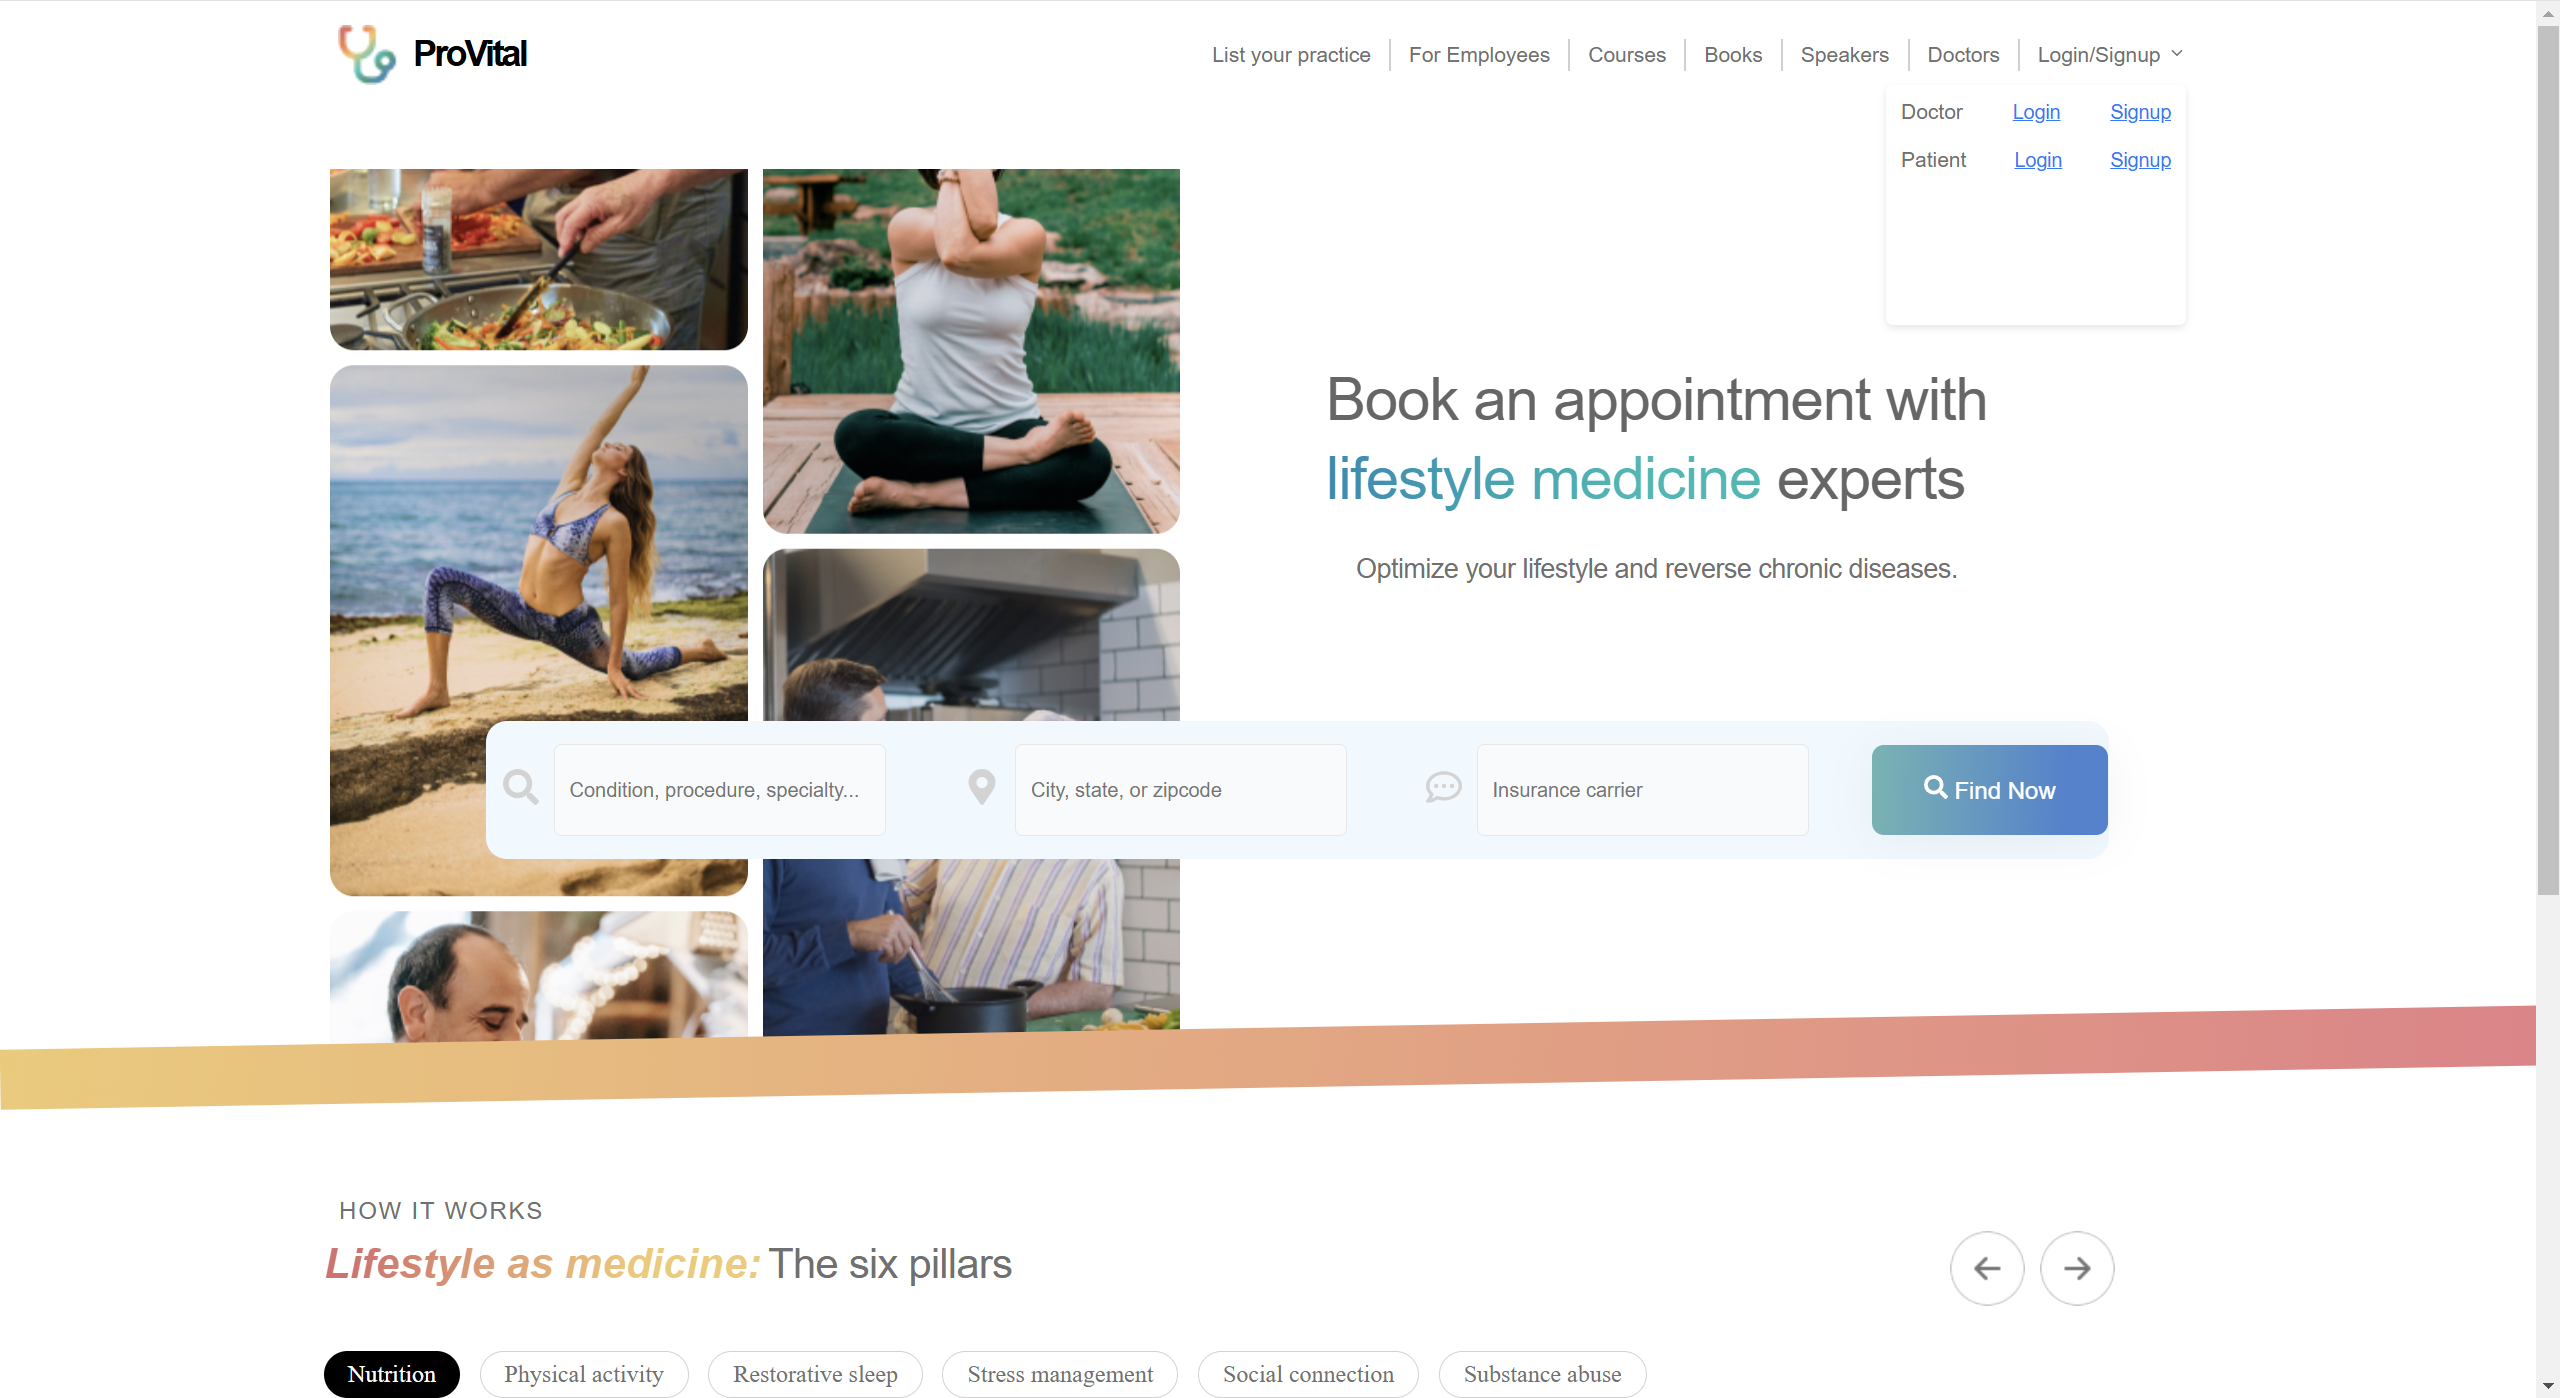 ProVital
List your practice
For Employees
Courses
Books
Speakers
Doctors
Login/Signup
Doctor Login Signup
Patient Login Signup
Book an appointment with
lifestyle medicine experts
Optimize your lifestyle and reverse chronic diseases.
Condition, procedure, specialty...
City, state, or zipcode
Insurance carrier
Find Now
HOW IT WORKS
Lifestyle as medicine: The six pillars
Nutrition
Physical activity
Restorative sleep
Stress management
Social connection
Substance abuse